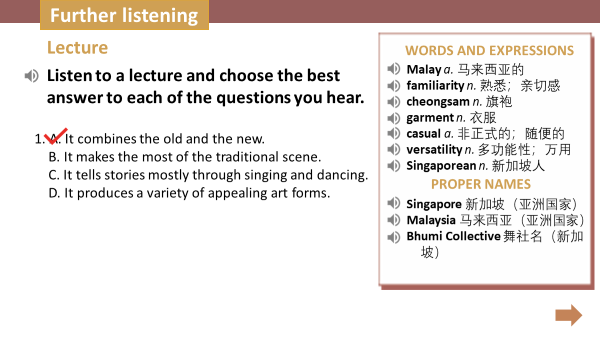 Further listening
Lecture
Listen to a lecture and choose the best
answer to each of the questions you hear.
1. A. It combines the old and the new.
B. It makes the most of the traditional scene.
C. It tells stories mostly through singing and dancing.
D. It produces a variety of appealing art forms.
WORDS AND EXPRESSIONS
Malay a. 马来西亚的
familiarity n. 熟悉；亲切感
cheongsam n. 旗袍
garment n. 衣服
casual a. 非正式的；随便的
versatility n. 多功能性；万用
Singaporean n. 新加坡人
PROPER NAMES
Singapore 新加坡（亚洲国家）
Malaysia 马来西亚（亚洲国家）
Bhumi Collective 舞社名（新加
坡）